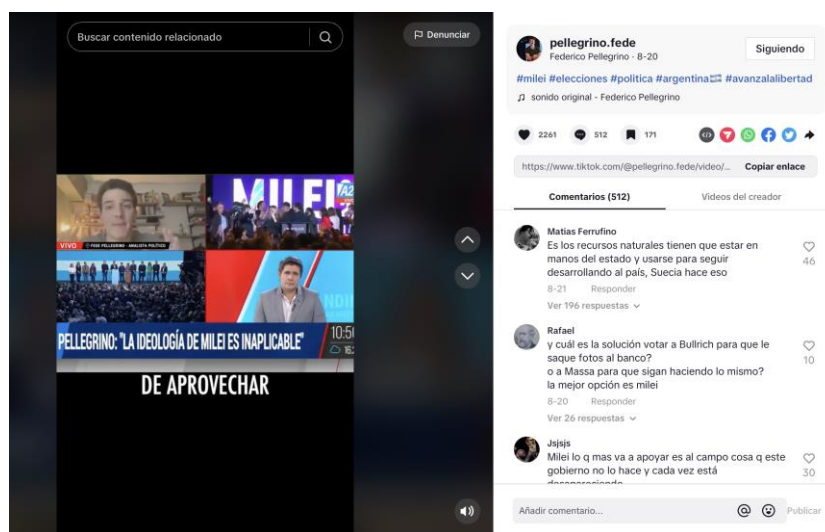 Buscar contenido relacionado
Denunciar
MILEI
A2
VIVO
FEDE PELLEGRINO - ANALISTA POLÍTICO
PELLEGRINO: "LA IDEOLOGÍA DE MILEI ES INAPLICABLE"
10:5
DE APROVECHAR
pellegrino.fede
Federico Pellegrino · 8-20
Siguiendo
#milei #elecciones #politica #argentina🇦🇷 #avanzalalibertad
♫ sonido original - Federico Pellegrino
2261
512
171
https://www.tiktok.com/@pellegrino.fede/video/...
Copiar enlace
Comentarios (512)
Videos del creador
Matias Ferrufino
Es los recursos naturales tienen que estar en
manos del estado y usarse para seguir
desarrollando al país, Suecia hace eso
46
8-21 Responder
Ver 196 respuestas
Rafael
y cuál es la solución votar a Bullrich para que le
saque fotos al banco?
o a Massa para que sigan haciendo lo mismo?
la mejor opción es milei
10
8-20 Responder
Ver 26 respuestas
Jsjsjs
Milei lo q mas va a apoyar es al campo cosa q este
gobierno no lo hace y cada vez está
desapareciendo
30
Añadir comentario...
@
Publicar